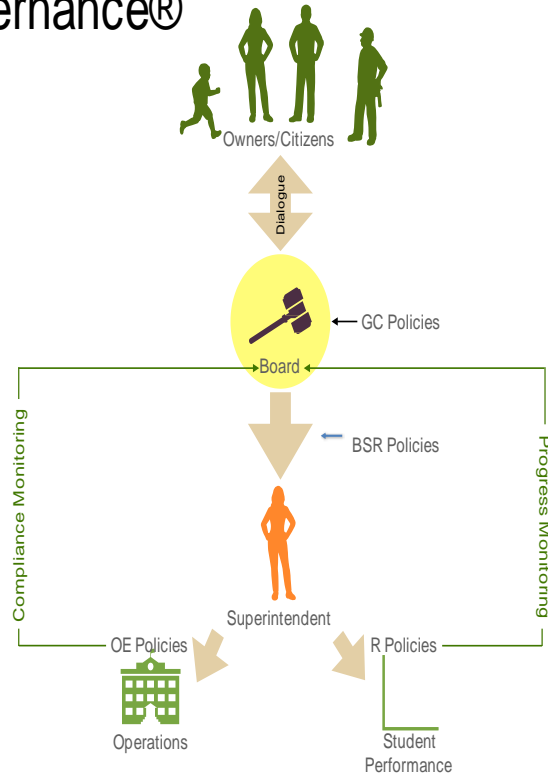 ernance®
Owners/Citizens
Dialogue
GC Policies
Board
BSR Policies
Compliance Monitoring
Progress Monitoring
Superintendent
OE Policies
R Policies
Operations
Student
Performance